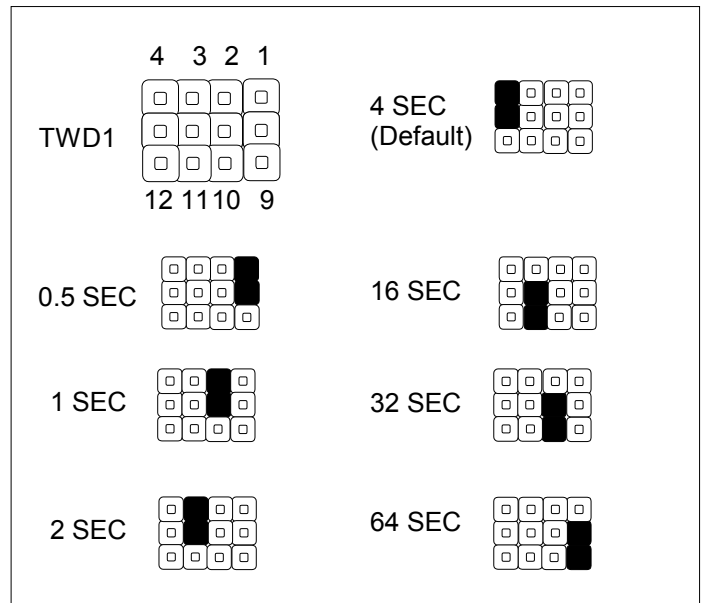 4 3 2 1
TWD1
12 11 10 9
4 SEC
(Default)
0.5 SEC
16 SEC
1 SEC
32 SEC
2 SEC
64 SEC